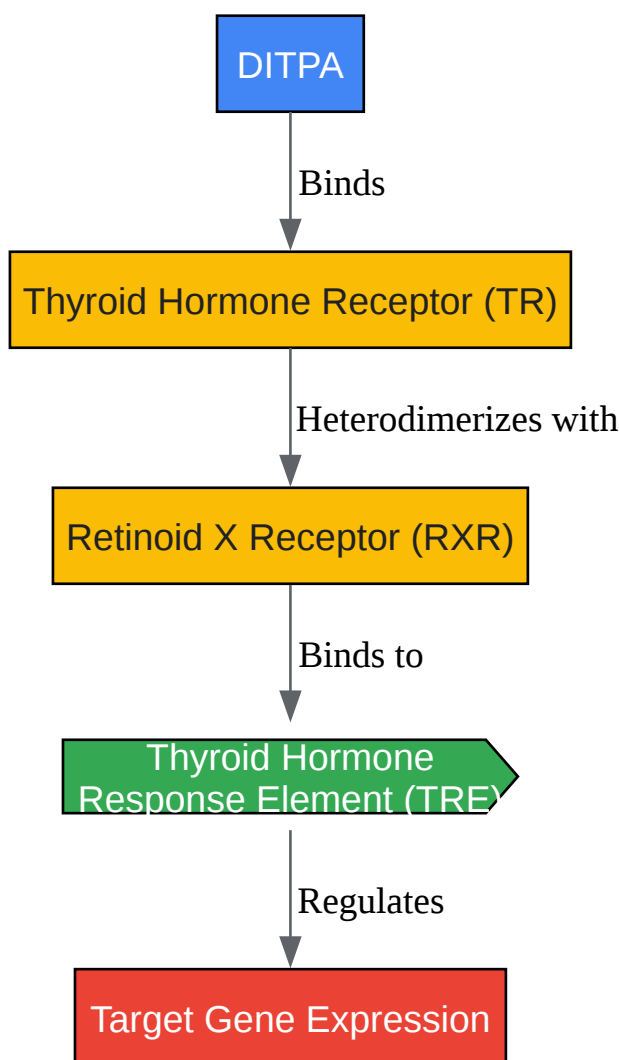 DITPA
Binds
Thyroid Hormone Receptor (TR)
Heterodimerizes with
Retinoid X Receptor (RXR)
Binds to
Thyroid Hormone
Response Element (TRE)
Regulates
Target Gene Expression